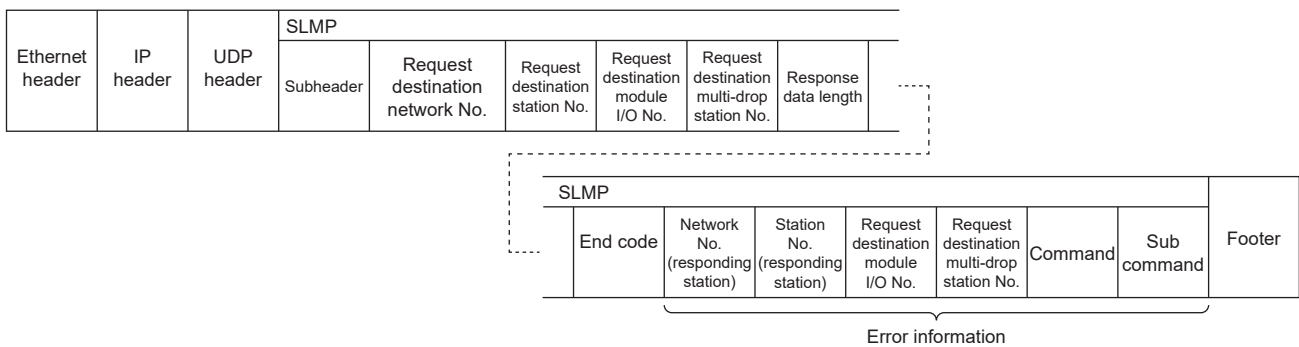 SLMP
Ethernet
header
IP
header
UDP
header
Subheader
Request
destination
network No.
Request
destination
station No.
Request
destination
module
I/O No.
Request
destination
multi-drop
station No.
Response
data length
SLMP
End code
Network
No.
(responding
station)
Station
No.
(responding
station)
Request
destination
module
I/O No.
Request
destination
multi-drop
station No.
Command
Sub
command
Footer
Error information